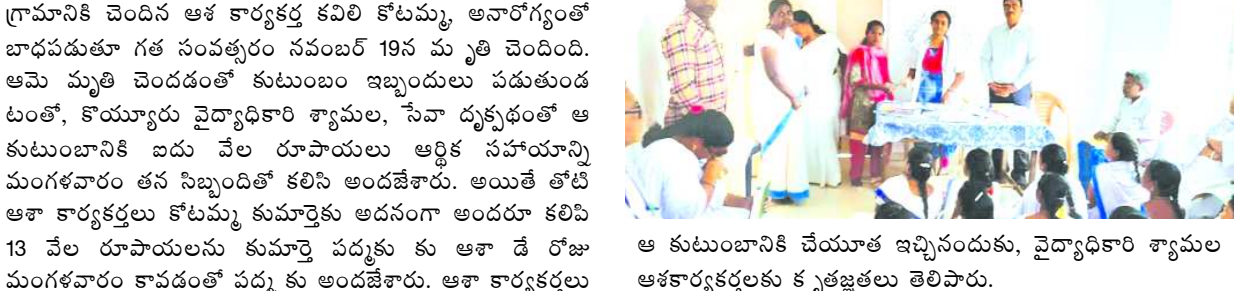 గ్రామానికి చెందిన ఆశ కార్యకర్త కవిలి కోటమ్మ, అనారోగ్యంతో
బాధపడుతూ గత సంవత్సరం నవంబర్ 19న మ ృతి చెందింది.
ఆమె మృతి చెందడంతో కుటుంబం ఇబ్బందులు పడుతుండ
టంతో, కొయ్యూరు వైద్యాధికారి శ్యామల, సేవా దృక్పథంతో ఆ
కుటుంబానికి ఐదు వేల రూపాయలు ఆర్థిక సహాయాన్ని
మంగళవారం తన సిబ్బందితో కలిసి అందజేశారు. అయితే తోటి
ఆశా కార్యకర్తలు కోటమ్మ కుమార్తెకు అదనంగా అందరూ కలిపి
13 వేల రూపాయలను కుమార్తె పద్మకు కు ఆశా డే రోజు
మంగళవారం కావడంతో పద్మ కు అందజేశారు. ఆశా కార్యకర్తలు
ఆ కుటుంబానికి చేయూత ఇచ్చినందుకు, వైద్యాధికారి శ్యామల
ఆశకార్యకర్తలకు క ృతజ్ఞతలు తెలిపారు.